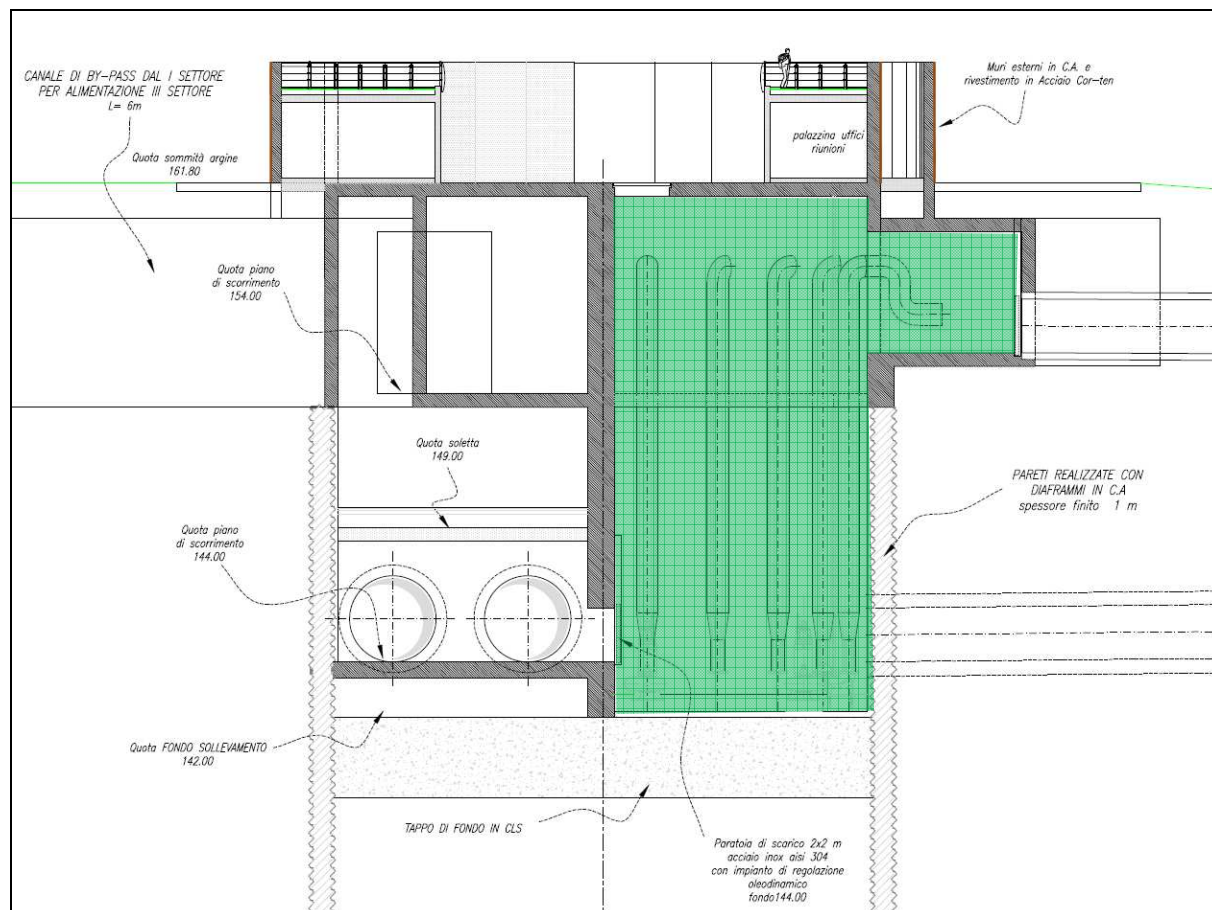 CANALE DI BY-PASS DAL I SETTORE
PER ALIMENTAZIONE III SETTORE
L= 6m
Quota sommità argine
161.80
Muri esterni in C.A. e
rivestimento in Acciaio Cor-ten
palazzina uffici
riunioni
Quota piano
di scorrimento
154.00
Quota soletta
149.00
PARETI REALIZZATE CON
DIAFRAMMI IN C.A
spessore finito 1 m
Quota piano
di scorrimento
144.00
Quota FONDO SOLLEVAMENTO
142.00
TAPPO DI FONDO IN CLS
Paratoia di scarico 2x2 m
acciaio inox aisi 304
con impianto di regolazione
oleodinamico
fondo144.00